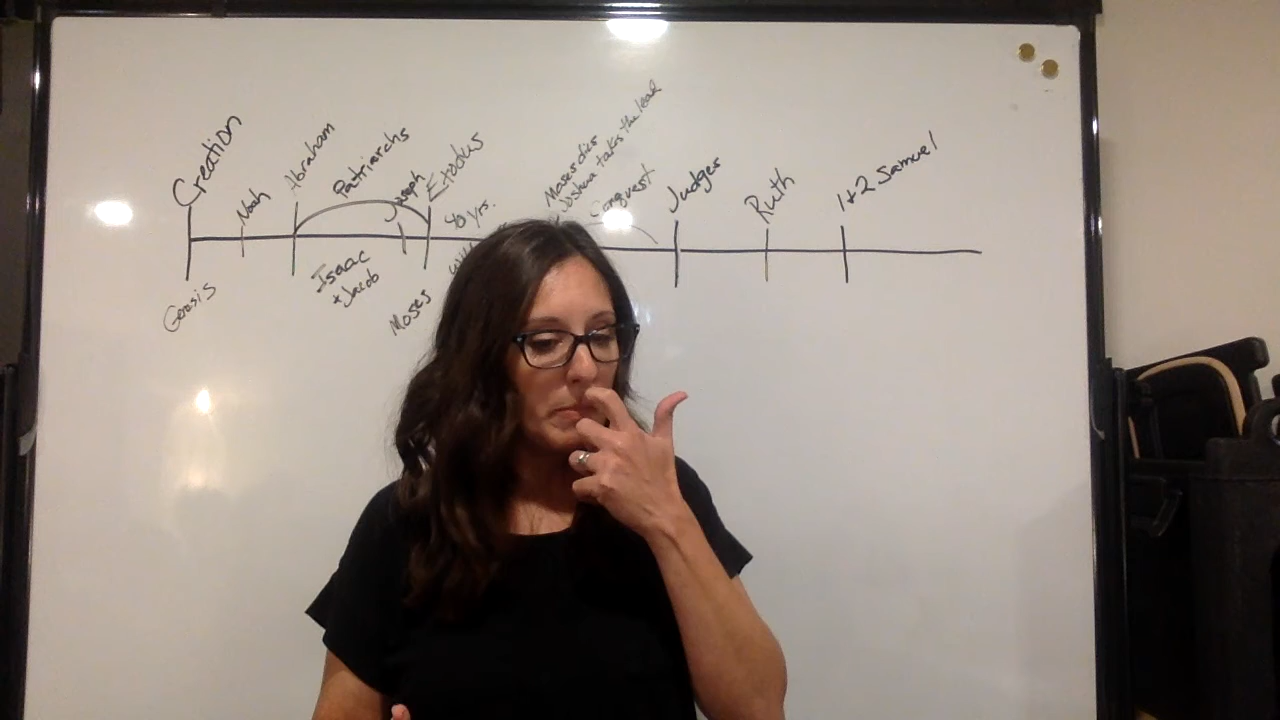 Creation
Noah
Abraham
Patriarchs
Joseph
Exodus
40 yrs.
Moses dies
Joshua takes the lead
Conquest
Judges
Ruth
1+2 Samuel
Genesis
Isaac
+ Jacob
Moses